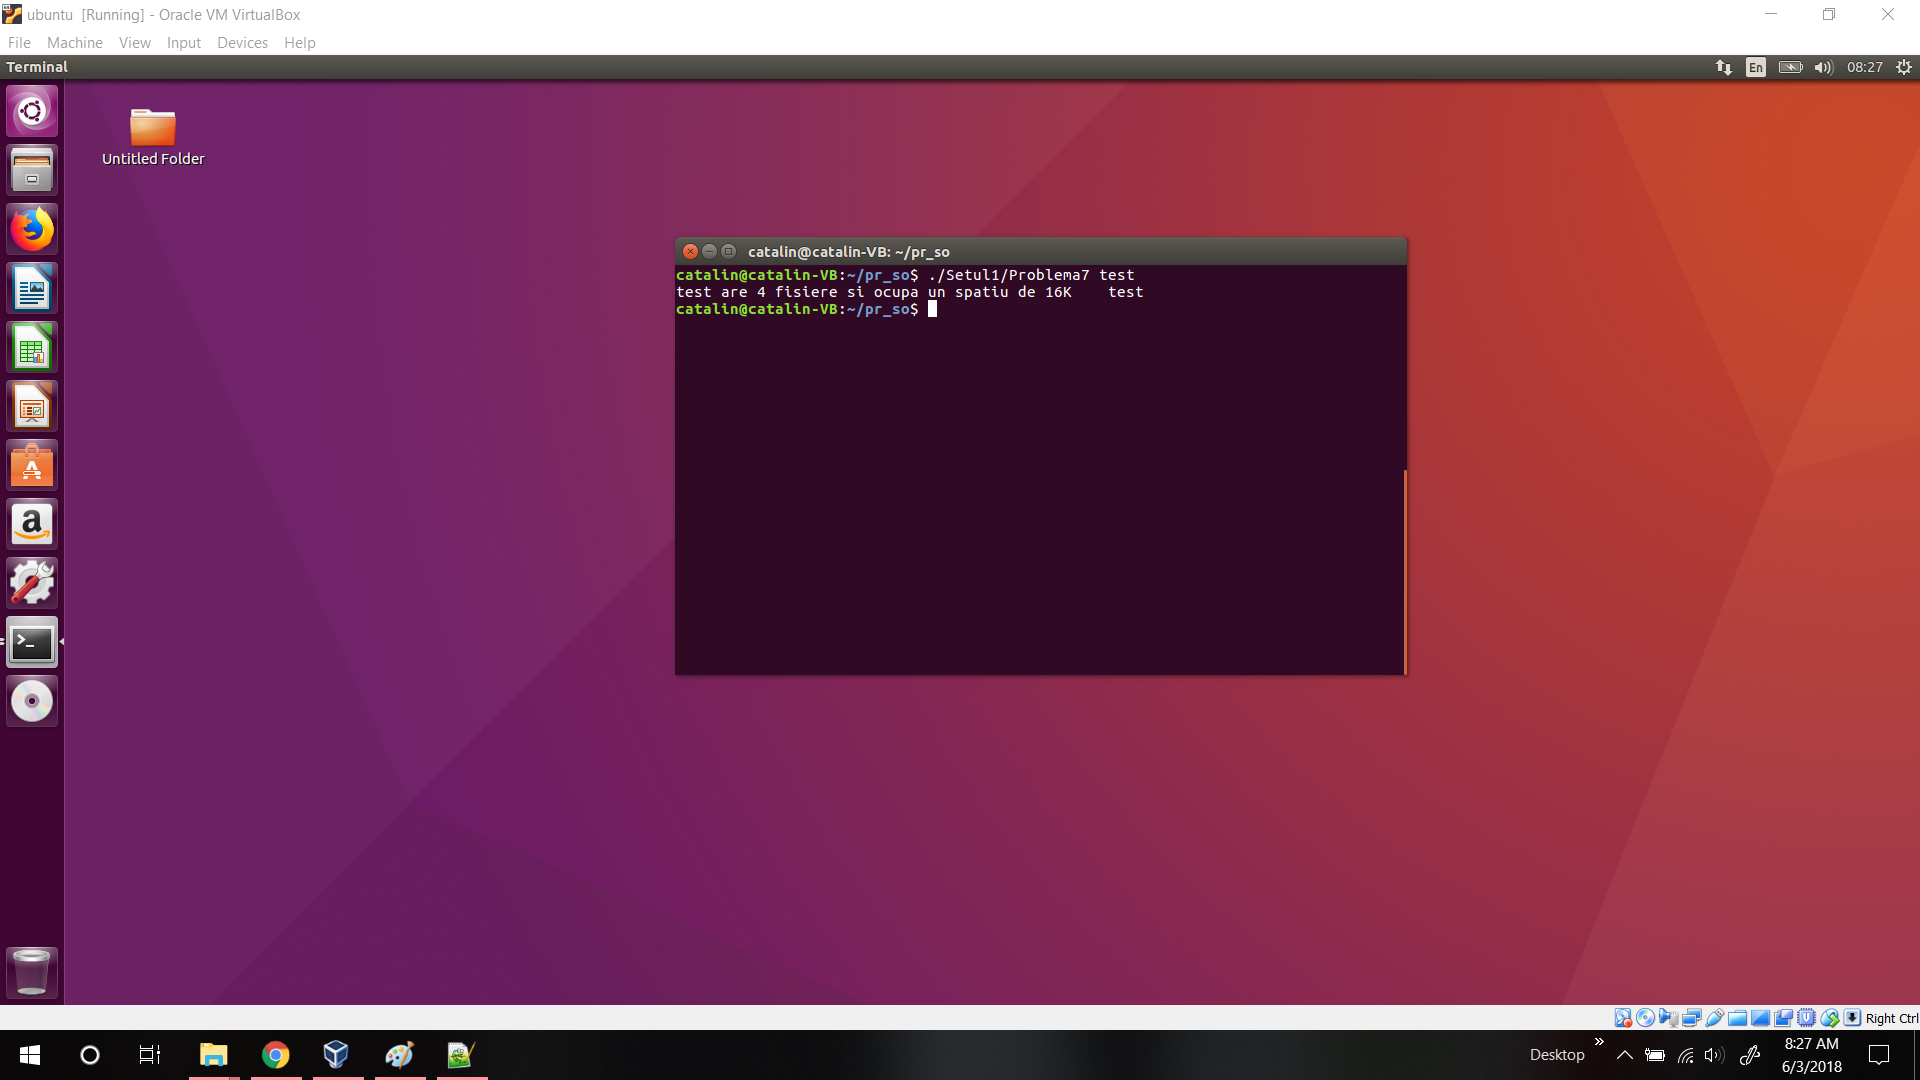 ubuntu [Running] - Oracle VM VirtualBox
File Machine View Input Devices Help
Terminal
En
08:27
Untitled Folder
catalin@catalin-VB: ~/pr_so
catalin@catalin-VB:~/pr_so$ ./Setul1/Problema7 test
test are 4 fisiere si ocupa un spatiu de 16K    test
catalin@catalin-VB:~/pr_so$
Right Ctrl
Desktop
8:27 AM
6/3/2018